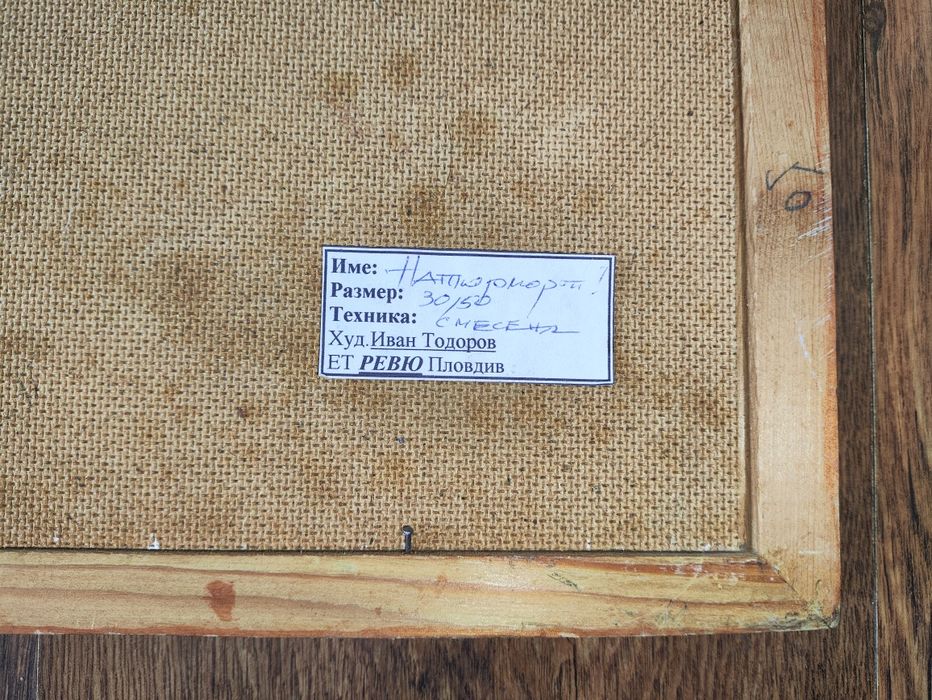 Име: Натюрморт!
Размер: 30/50
Техника: смесена
Худ.Иван Тодоров
ЕТ РЕВЮ Пловдив